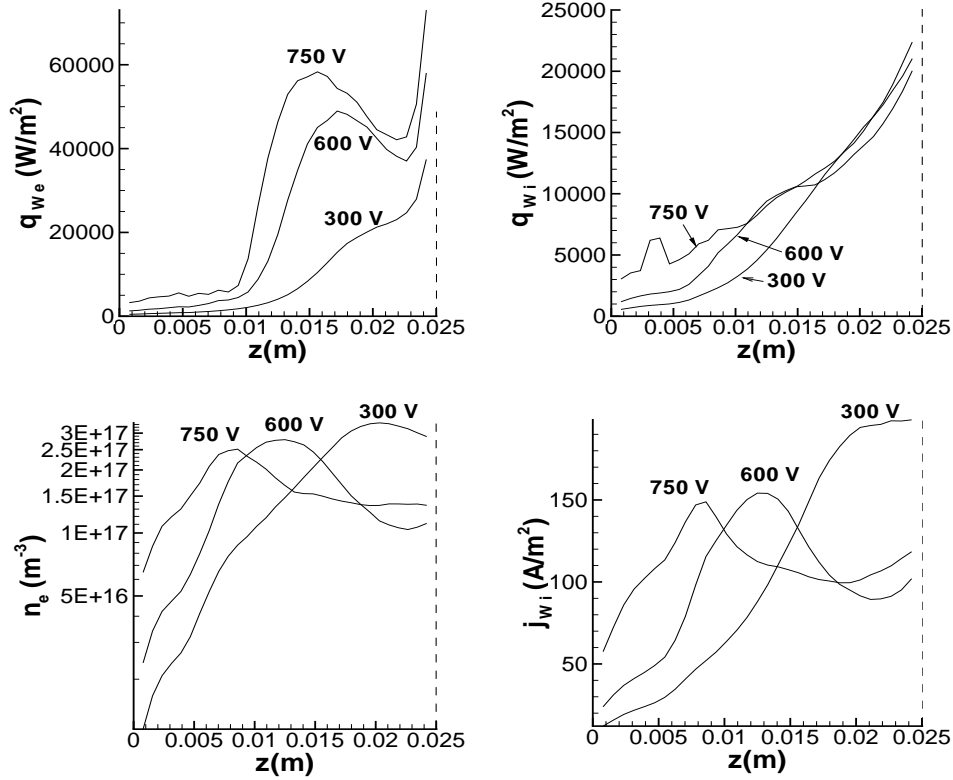 q_We (W/m²)
60000
40000
20000
0
750 V
600 V
300 V
0 0.005 0.01 0.015 0.02 0.025
z(m)
q_Wi (W/m²)
25000
20000
15000
10000
5000
0
750 V
600 V
300 V
0 0.005 0.01 0.015 0.02 0.025
z(m)
n_e (m⁻³)
3E+17
2.5E+17
2E+17
1.5E+17
1E+17
5E+16
300 V
600 V
750 V
0 0.005 0.01 0.015 0.02 0.025
z(m)
j_Wi (A/m²)
150
100
50
300 V
600 V
750 V
0 0.005 0.01 0.015 0.02 0.025
z(m)